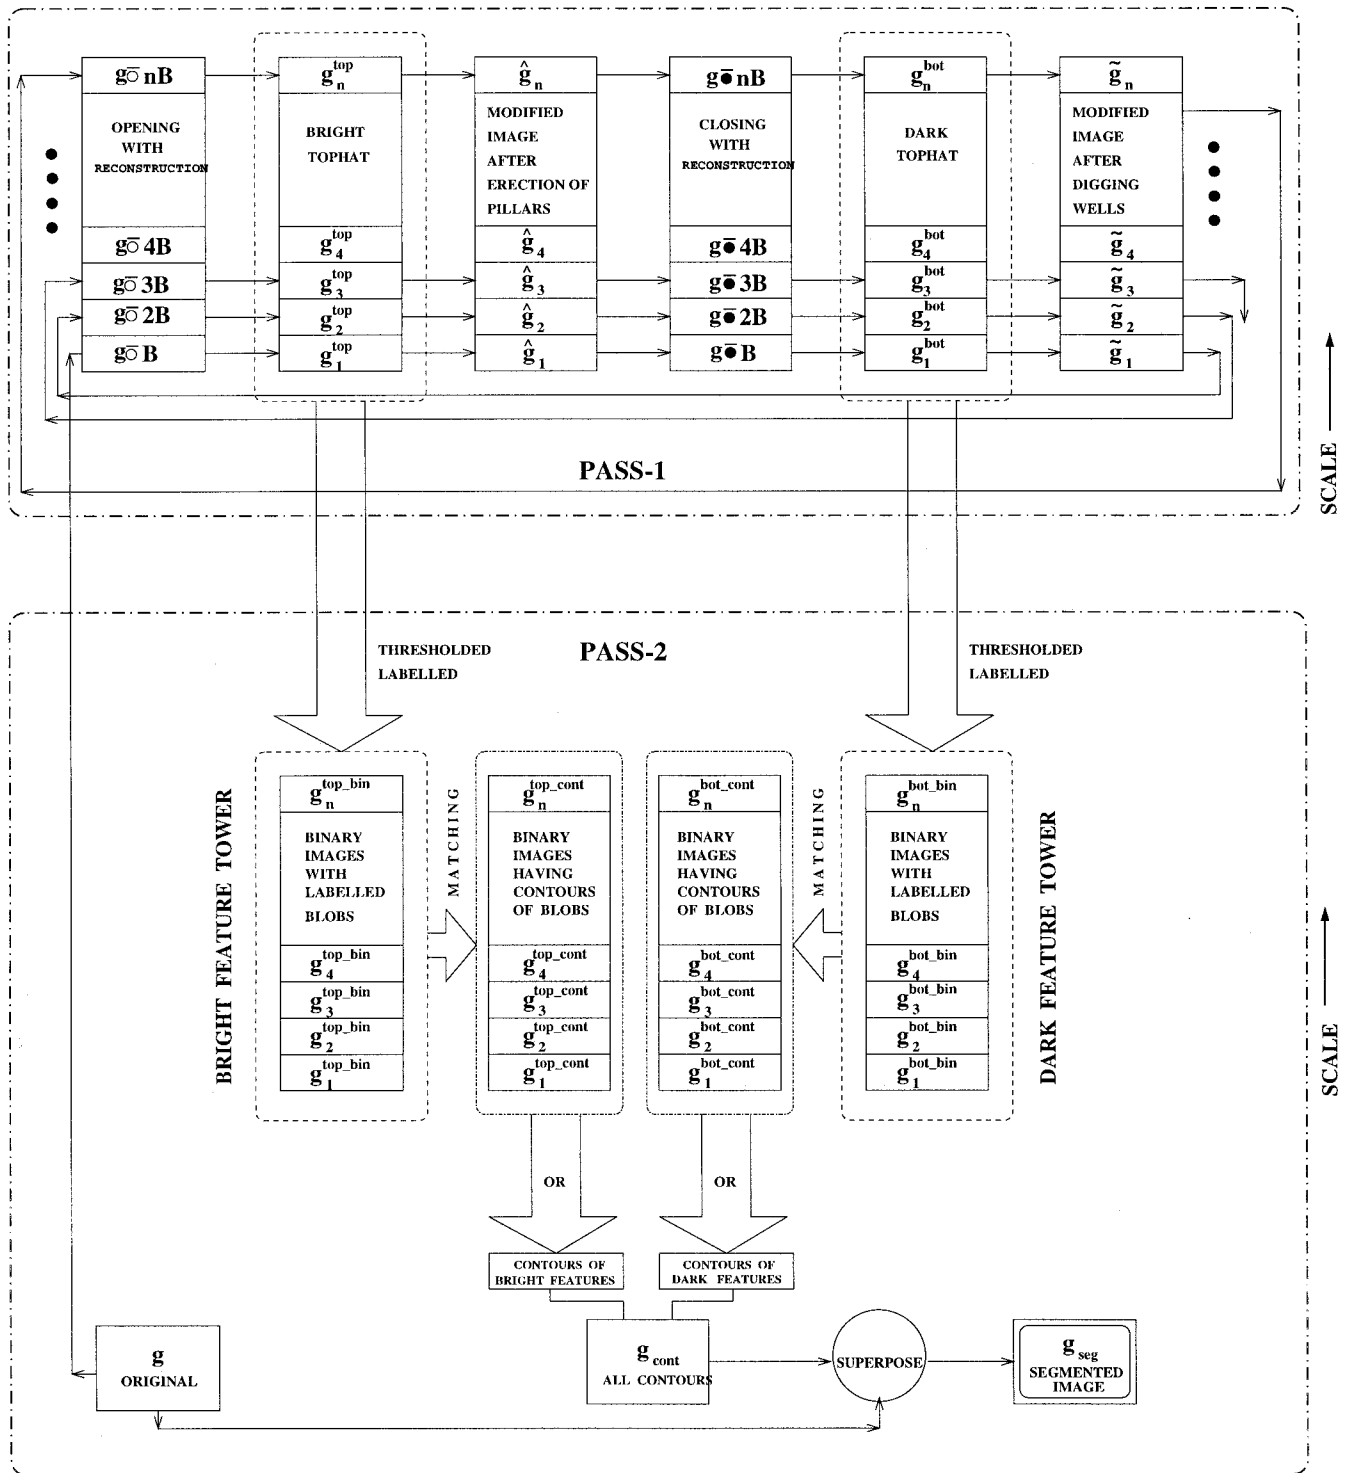 g ō nB
g_n^top
ĝ_n
g ●̄ nB
g_n^bot
g̃_n
OPENING
WITH
RECONSTRUCTION
BRIGHT
TOPHAT
MODIFIED
IMAGE
AFTER
ERECTION OF
PILLARS
CLOSING
WITH
RECONSTRUCTION
DARK
TOPHAT
MODIFIED
IMAGE
AFTER
DIGGING
WELLS
g ō 4B
g_4^top
ĝ_4
g ●̄ 4B
g_4^bot
g̃_4
g ō 3B
g_3^top
ĝ_3
g ●̄ 3B
g_3^bot
g̃_3
g ō 2B
g_2^top
ĝ_2
g ●̄ 2B
g_2^bot
g̃_2
g ō B
g_1^top
ĝ_1
g ●̄ B
g_1^bot
g̃_1
PASS-1
SCALE
PASS-2
THRESHOLDED
LABELLED
THRESHOLDED
LABELLED
BRIGHT FEATURE TOWER
g_n^top_bin
BINARY
IMAGES
WITH
LABELLED
BLOBS
g_4^top_bin
g_3^top_bin
g_2^top_bin
g_1^top_bin
MATCHING
g_n^top_cont
BINARY
IMAGES
HAVING
CONTOURS
OF BLOBS
g_4^top_cont
g_3^top_cont
g_2^top_cont
g_1^top_cont
g_n^bot_cont
BINARY
IMAGES
HAVING
CONTOURS
OF BLOBS
g_4^bot_cont
g_3^bot_cont
g_2^bot_cont
g_1^bot_cont
MATCHING
g_n^bot_bin
BINARY
IMAGES
WITH
LABELLED
BLOBS
g_4^bot_bin
g_3^bot_bin
g_2^bot_bin
g_1^bot_bin
DARK FEATURE TOWER
SCALE
OR
OR
CONTOURS OF
BRIGHT FEATURES
CONTOURS OF
DARK FEATURES
g
ORIGINAL
g_cont
ALL CONTOURS
SUPERPOSE
g_seg
SEGMENTED
IMAGE